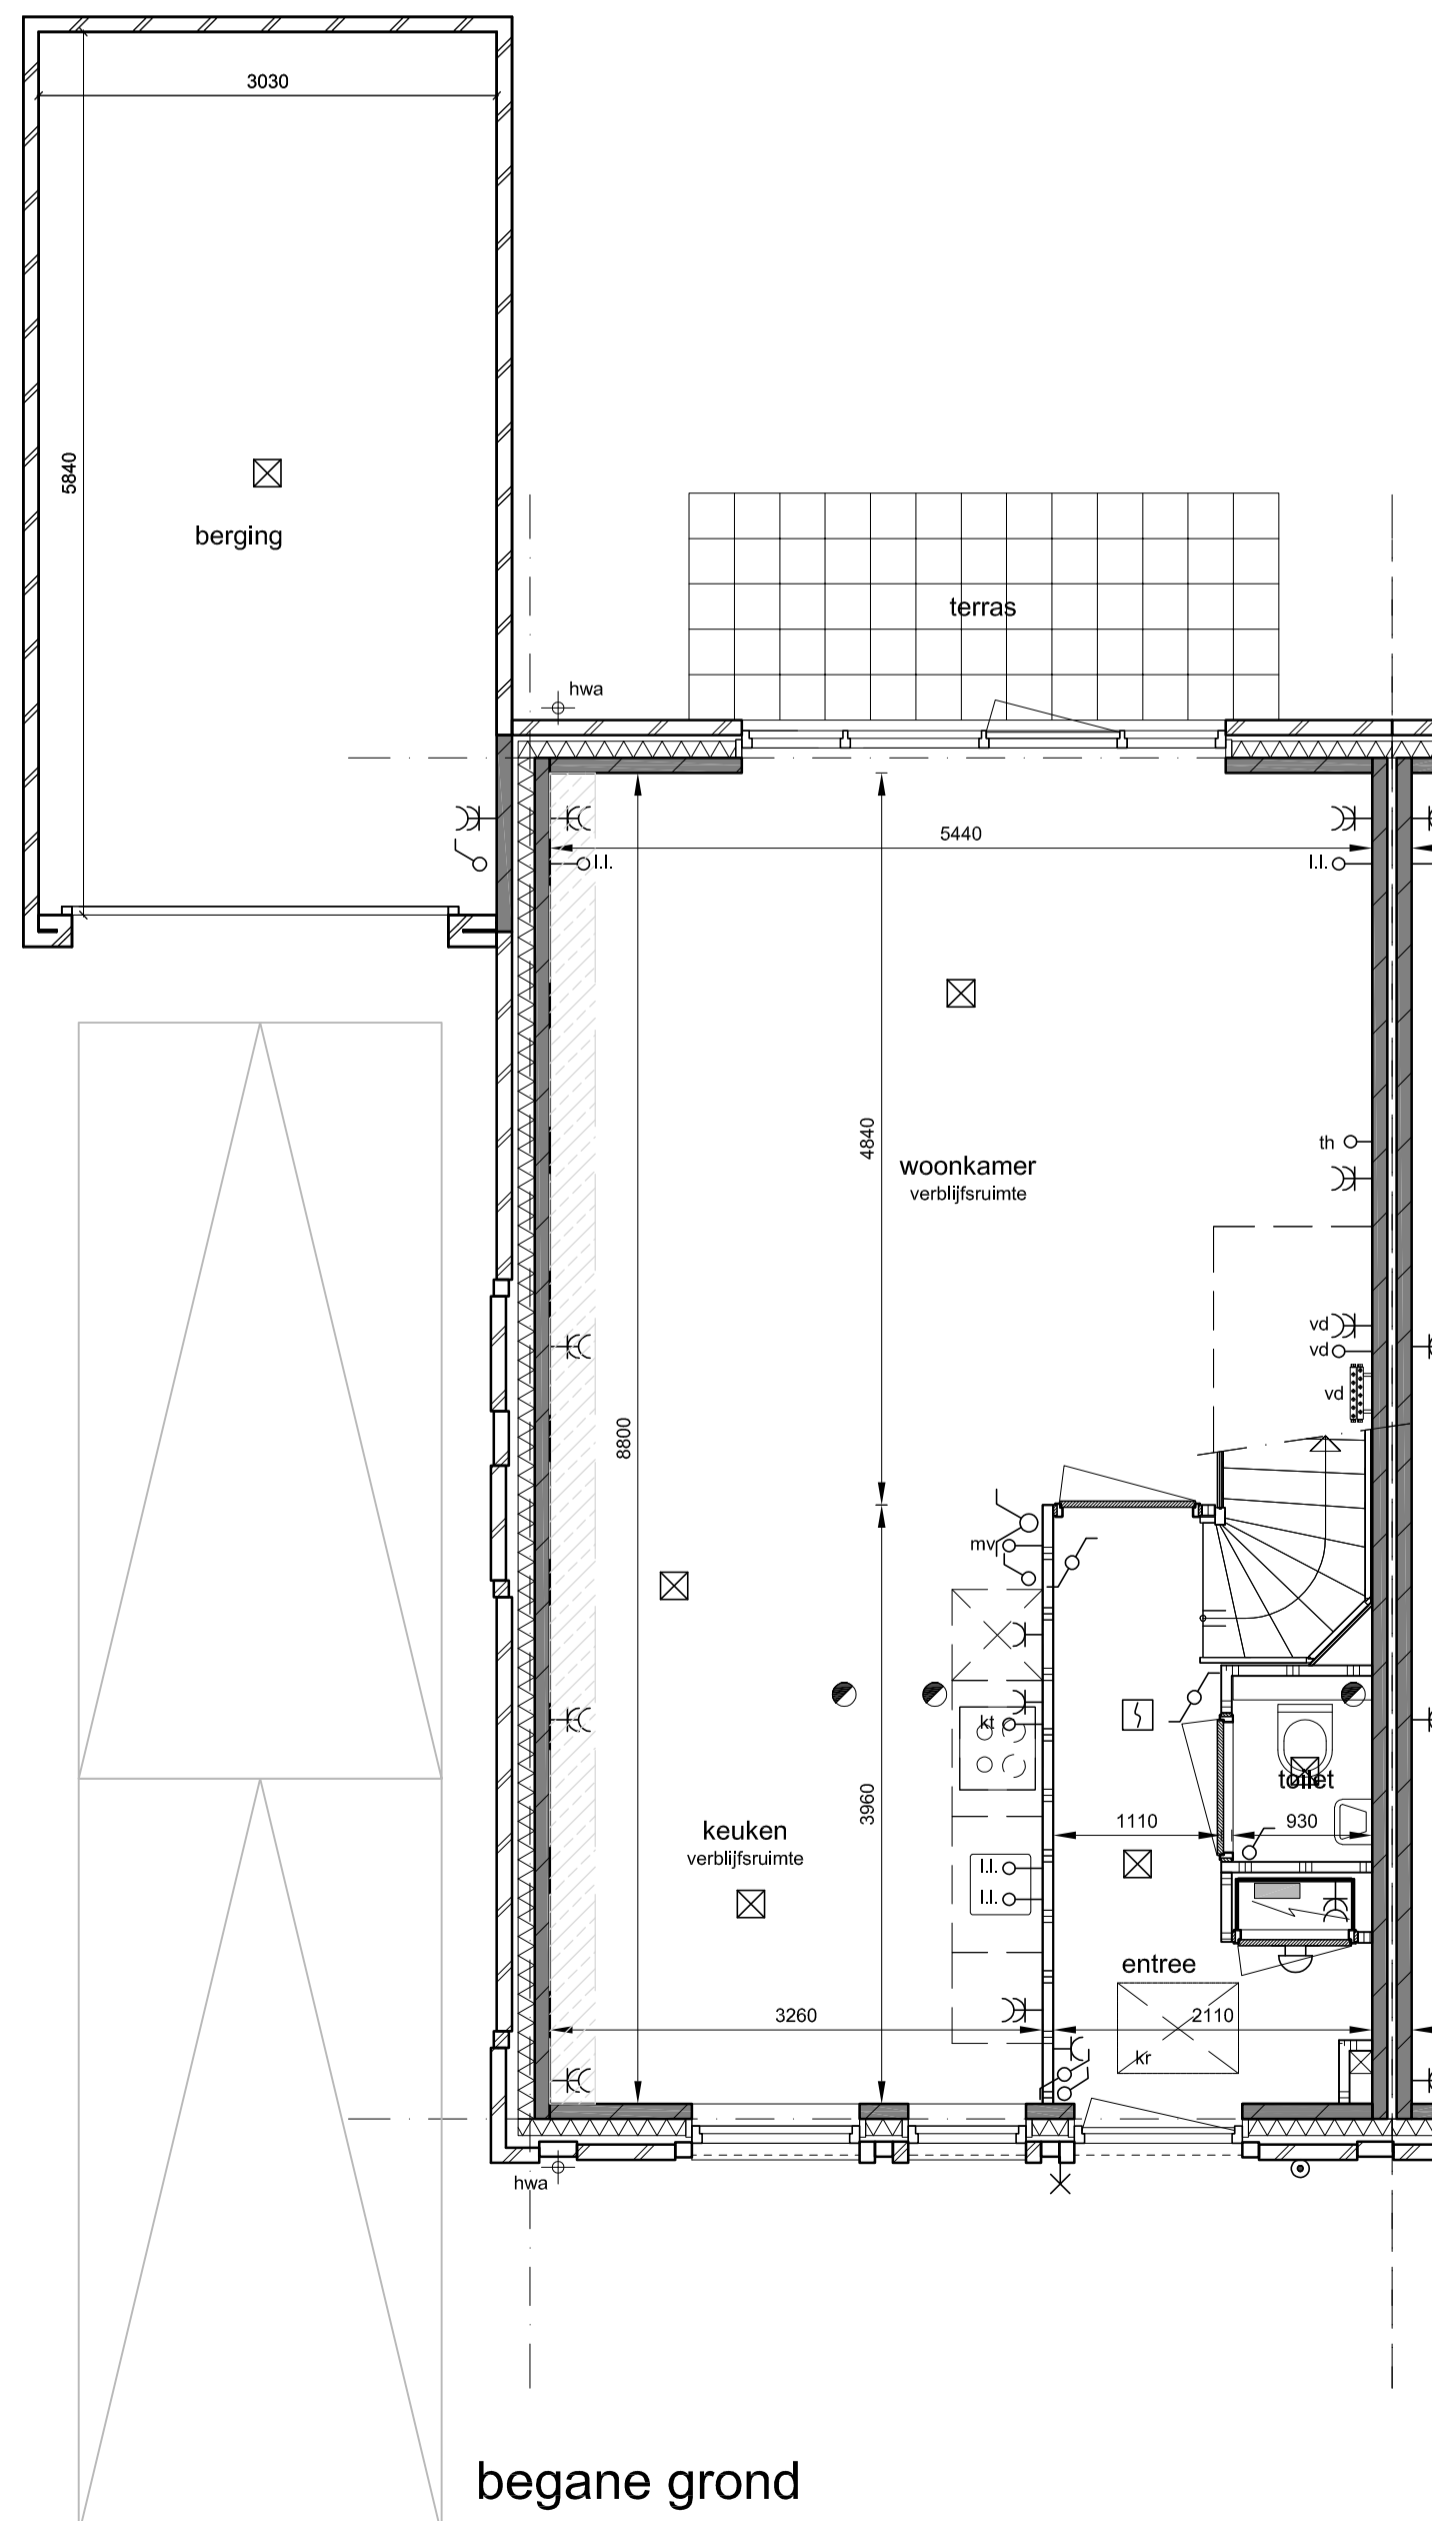 3030
5840
berging
terras
hwa
5440
l.l.
l.l.
th
4840
woonkamer
verblijfsruimte
vd
vd
vd
8800
mv
kt
toilet
3960
1110
930
keuken
verblijfsruimte
l.l.
l.l.
entree
3260
2110
kr
hwa
begane grond